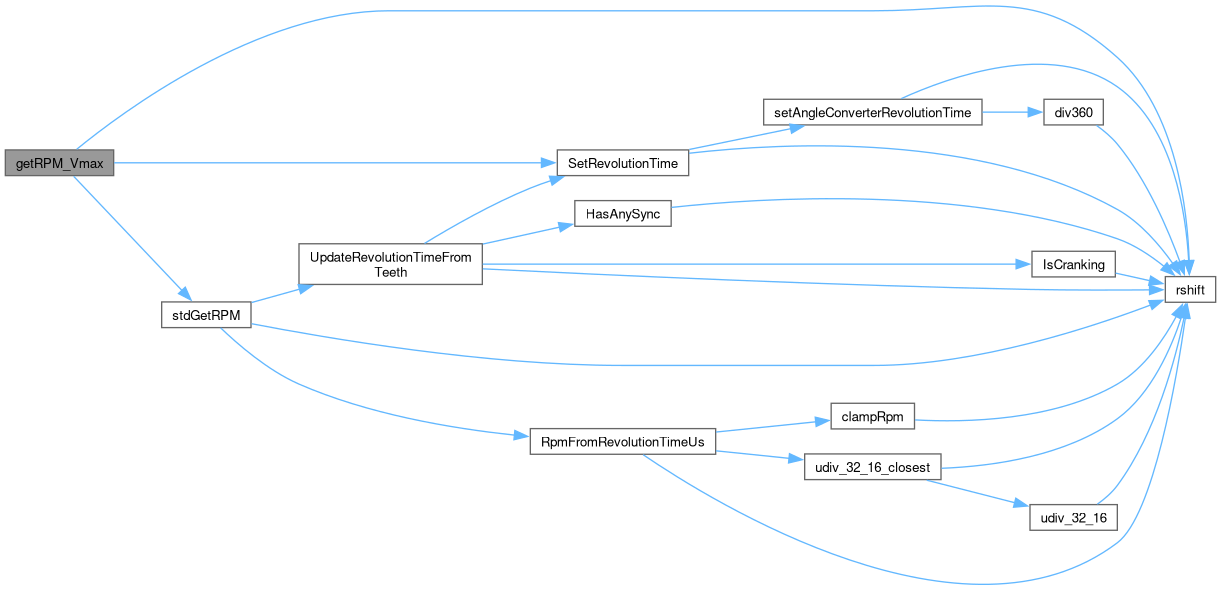 setAngleConverterRevolutionTime
div360
getRPM_Vmax
SetRevolutionTime
HasAnySync
UpdateRevolutionTimeFrom
Teeth
IsCranking
rshift
stdGetRPM
clampRpm
RpmFromRevolutionTimeUs
udiv_32_16_closest
udiv_32_16